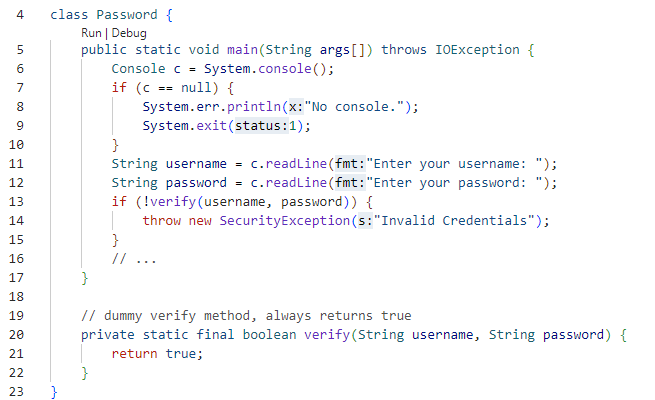 4 class Password {
Run | Debug
5 public static void main(String args[]) throws IOException {
6 Console c = System.console();
7 if (c == null) {
8 System.err.println(x:"No console.");
9 System.exit(status:1);
10 }
11 String username = c.readLine(fmt:"Enter your username: ");
12 String password = c.readLine(fmt:"Enter your password: ");
13 if (!verify(username, password)) {
14 throw new SecurityException(s:"Invalid Credentials");
15 }
16 // ...
17 }
18
19 // dummy verify method, always returns true
20 private static final boolean verify(String username, String password) {
21 return true;
22 }
23 }